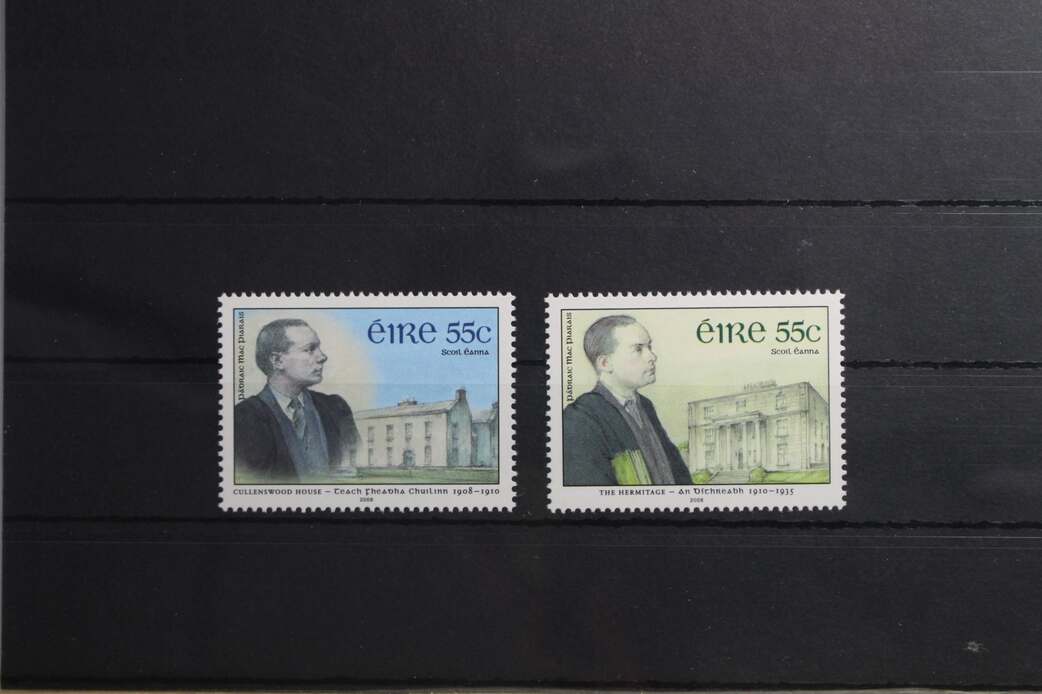 Pádraic Mac Piarais
éire 55c
Scoil Éanna
CULLENSWOOD HOUSE – Teach Fheadha Chuilinn 1908–1910
2008
Pádraic Mac Piarais
éire 55c
Scoil Éanna
THE HERMITAGE – An Díthreabh 1910–1935
2008